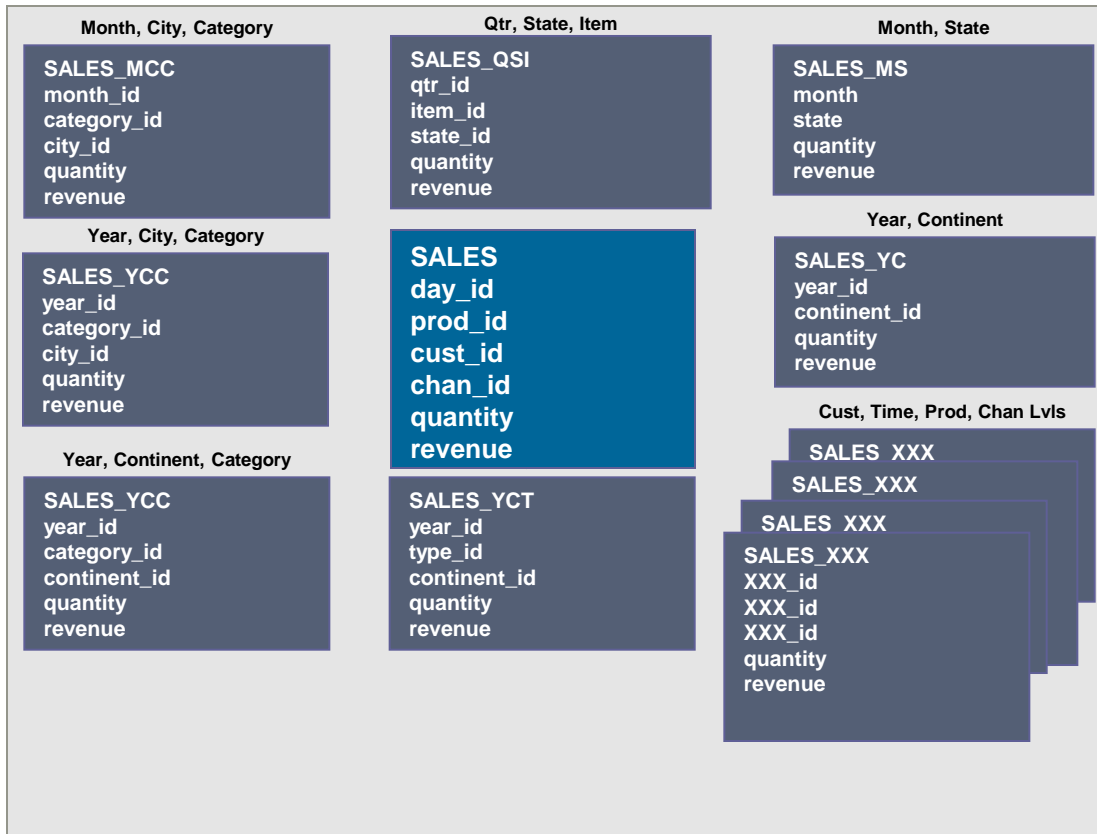 Month, City, Category
SALES_MCC
month_id
category_id
city_id
quantity
revenue
Year, City, Category
SALES_YCC
year_id
category_id
city_id
quantity
revenue
Year, Continent, Category
SALES_YCC
year_id
category_id
continent_id
quantity
revenue
Qtr, State, Item
SALES_QSI
qtr_id
item_id
state_id
quantity
revenue
SALES
day_id
prod_id
cust_id
chan_id
quantity
revenue
SALES_YCT
year_id
type_id
continent_id
quantity
revenue
Month, State
SALES_MS
month
state
quantity
revenue
Year, Continent
SALES_YC
year_id
continent_id
quantity
revenue
Cust, Time, Prod, Chan Lvls
SALES_XXX
SALES_XXX
SALES_XXX
SALES_XXX
XXX_id
XXX_id
XXX_id
quantity
revenue